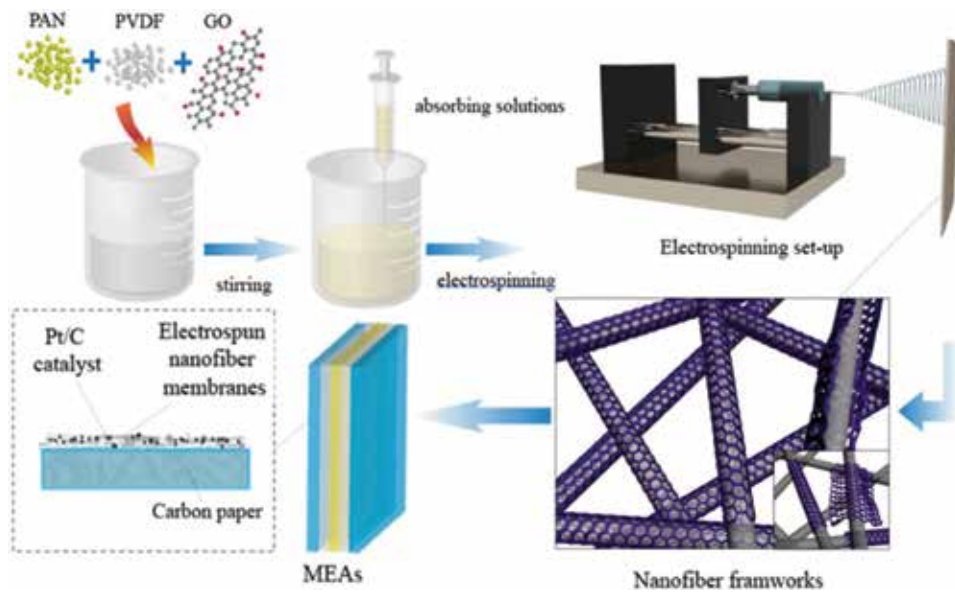 PAN
PVDF
GO
absorbing solutions
stirring
electrospinning
Electrospinning set-up
Pt/C
catalyst
Electrospun
nanofiber
membranes
Carbon paper
MEAs
Nanofiber framworks